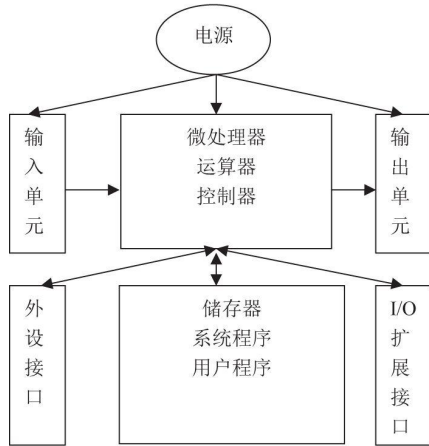 电源
输入单元
微处理器
运算器
控制器
输出单元
外设接口
储存器
系统程序
用户程序
I/O扩展接口